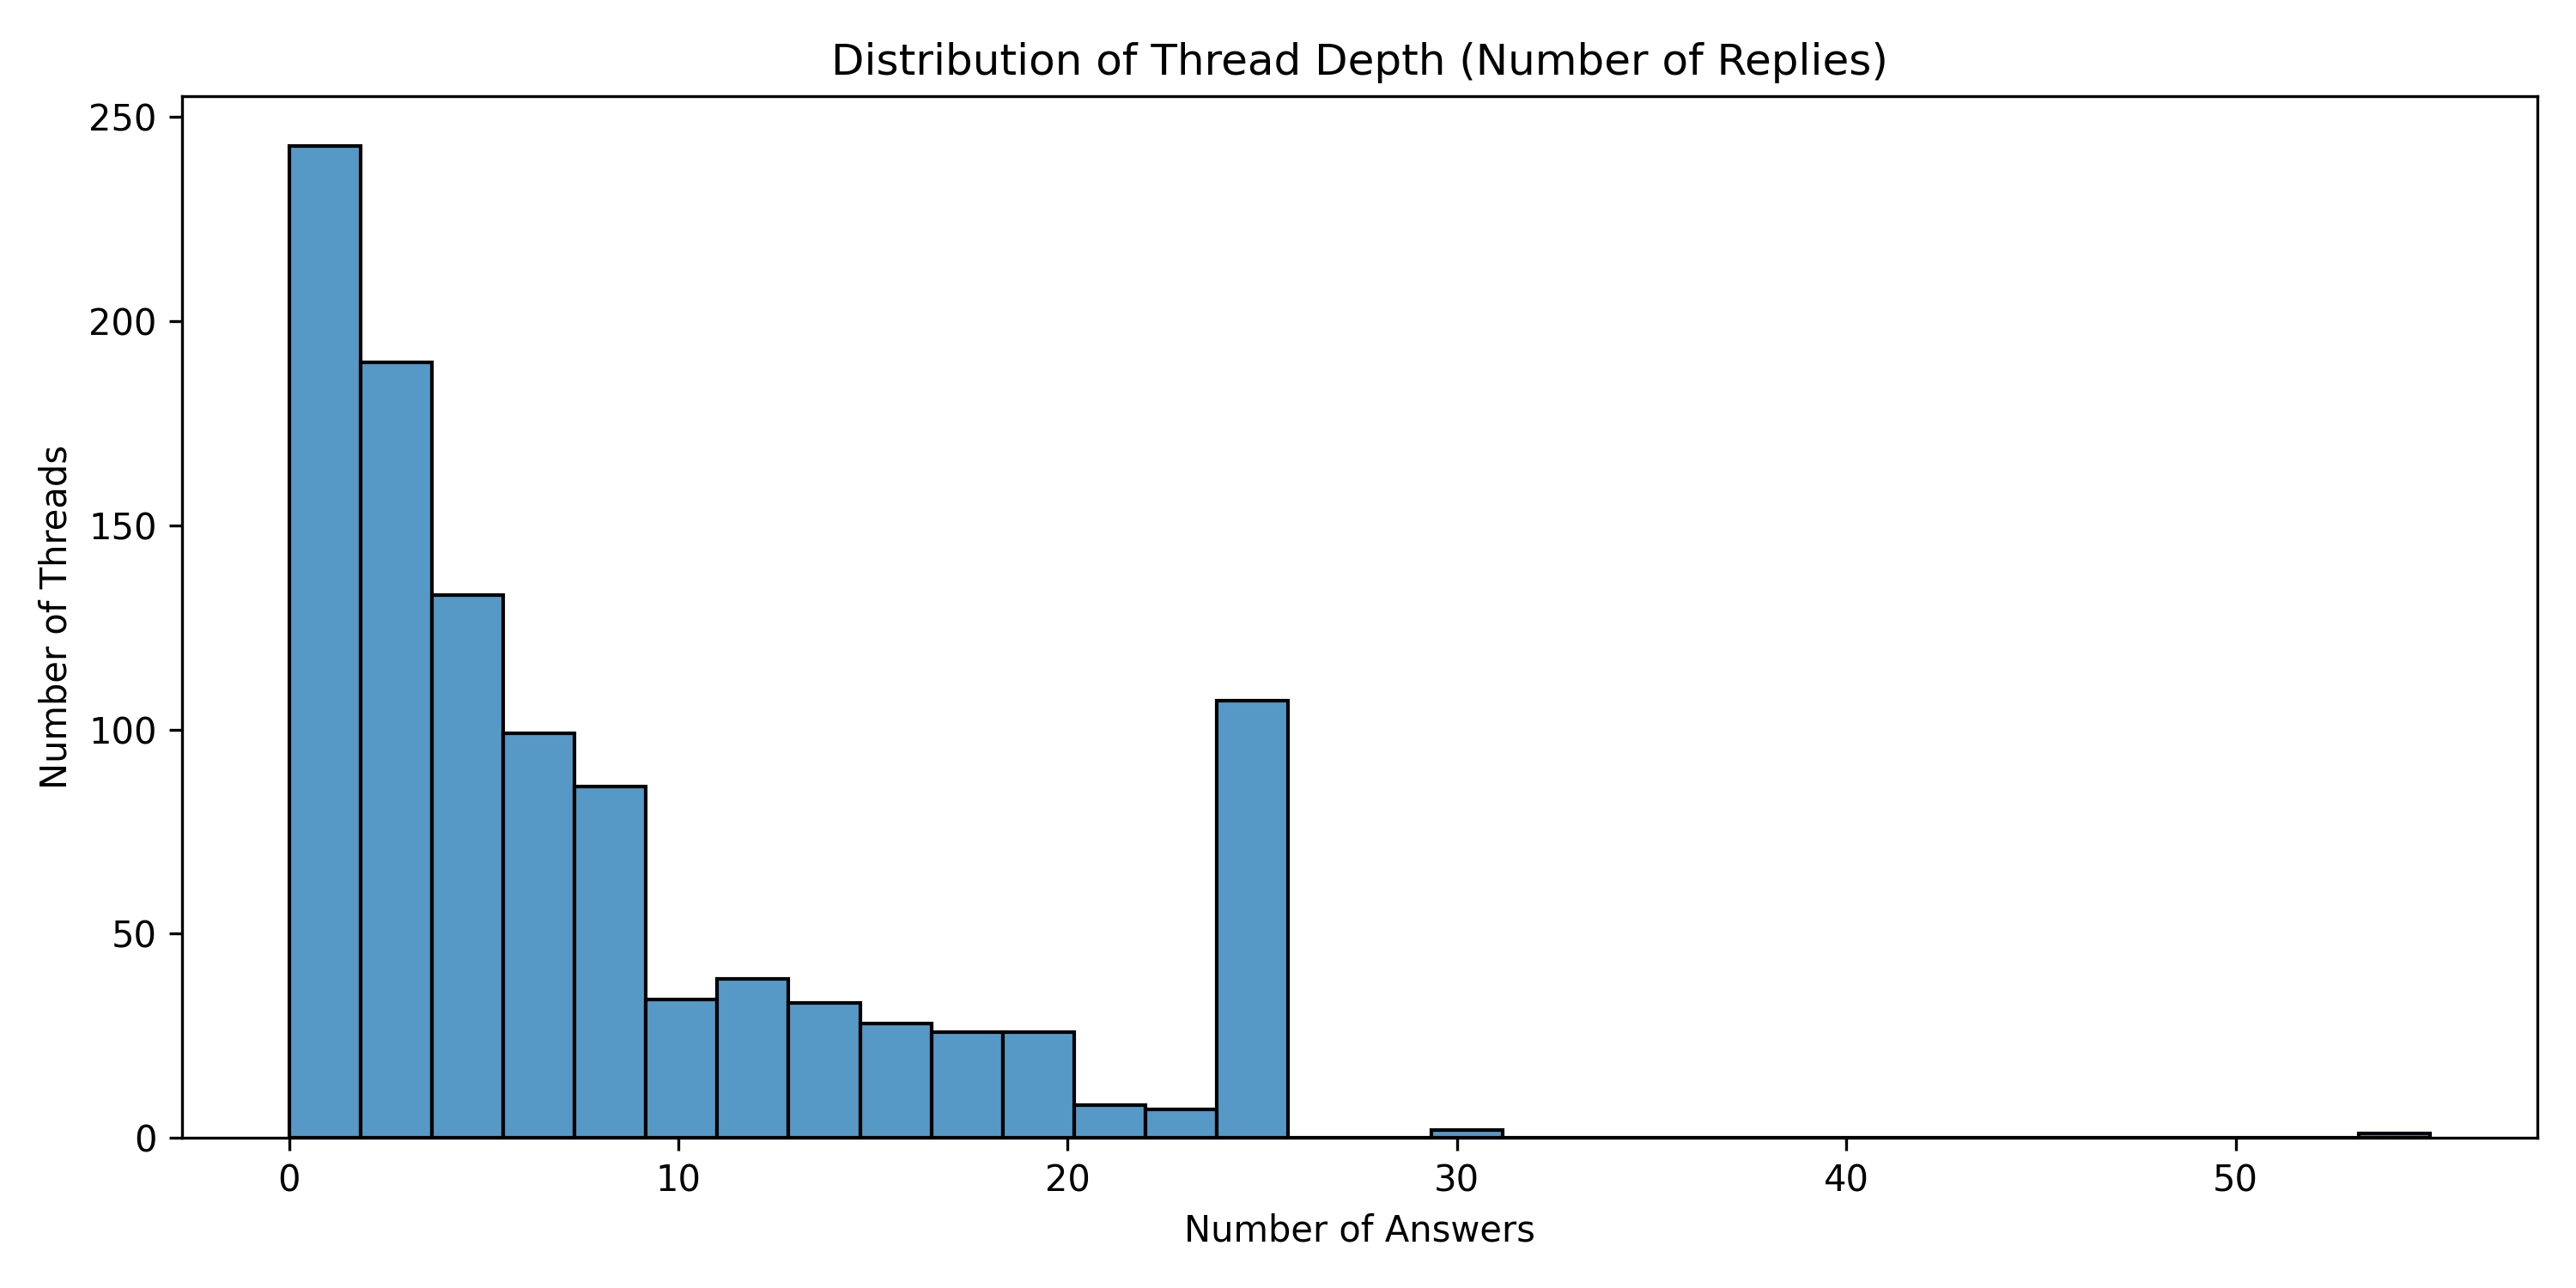 Distribution of Thread Depth (Number of Replies)
Number of Threads
250
200
150
100
50
0
0 10 20 30 40 50
Number of Answers